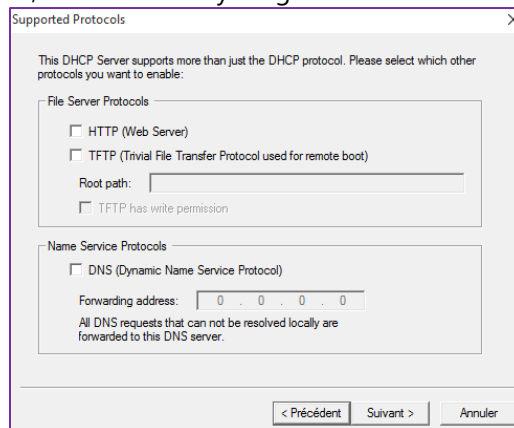 Supported Protocols
This DHCP Server supports more than just the DHCP protocol. Please select which other
protocols you want to enable:
File Server Protocols
HTTP (Web Server)
TFTP (Trivial File Transfer Protocol used for remote boot)
Root path:
TFTP has write permission
Name Service Protocols
DNS (Dynamic Name Service Protocol)
Forwarding address: 0 . 0 . 0 . 0
All DNS requests that can not be resolved locally are
forwarded to this DNS server.
< Précédent Suivant > Annuler